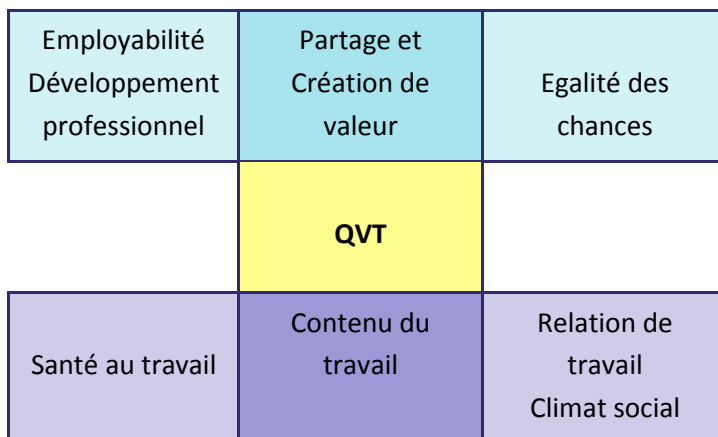 Employabilité
Développement
professionnel
Partage et
Création de
valeur
Egalité des
chances
QVT
Santé au travail
Contenu du
travail
Relation de
travail
Climat social